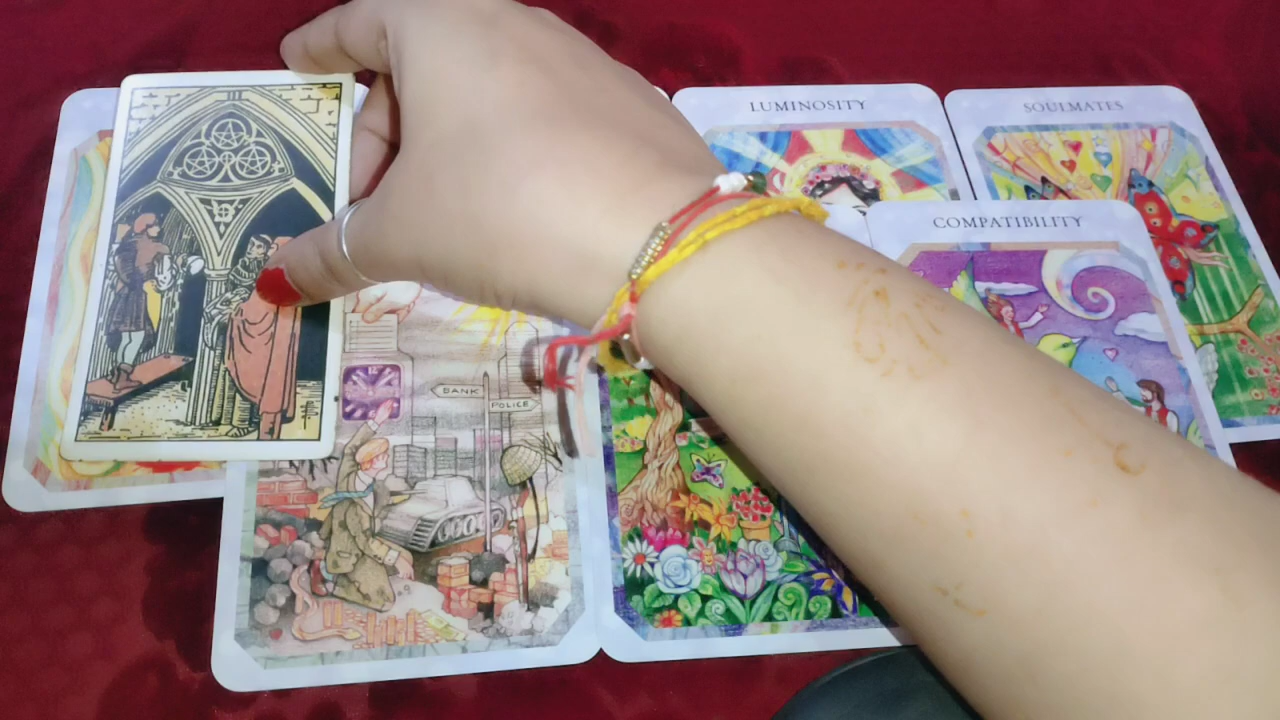 LUMINOSITY
SOULMATES
COMPATIBILITY
BANK
POLICE